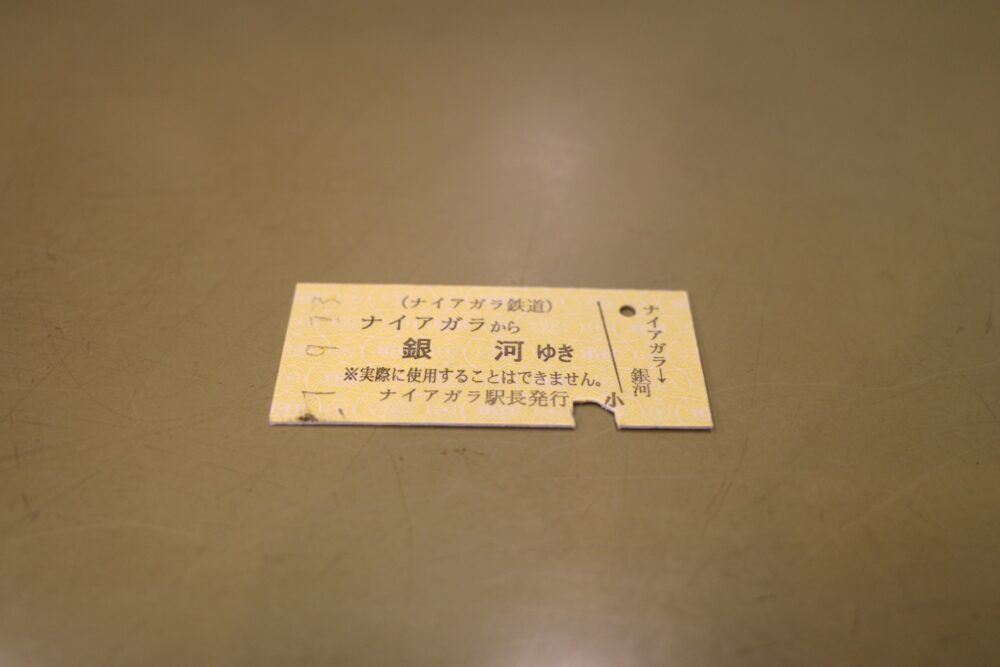 （ナイアガラ鉄道）
ナイアガラから
銀河ゆき
※実際に使用することはできません。
ナイアガラ駅長発行
小
ナイアガラ→銀河